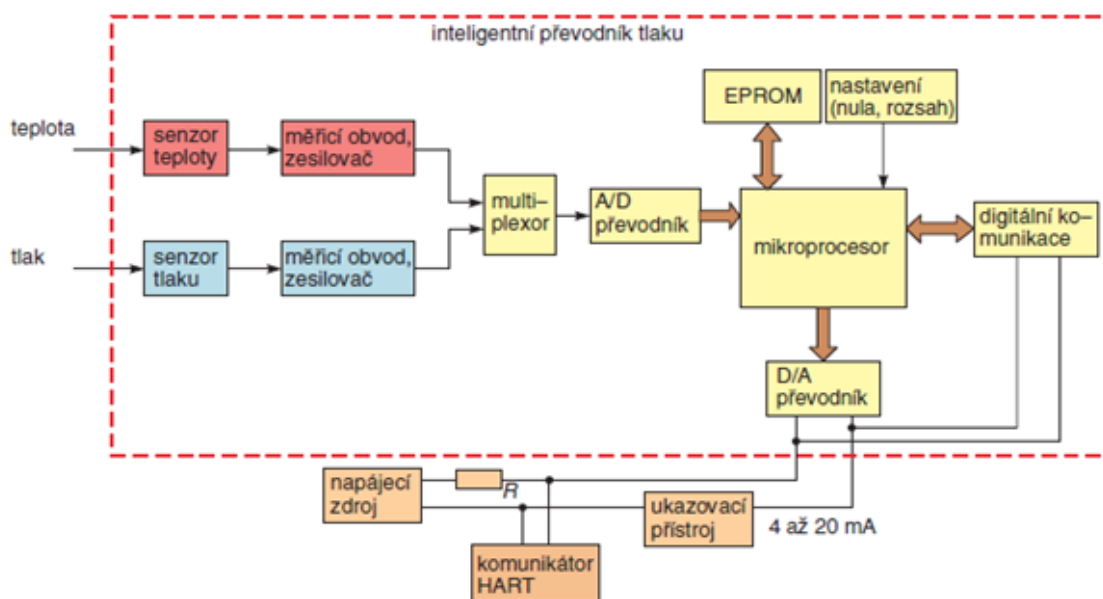 inteligentní převodník tlaku
teplota
senzor
teploty
měřicí obvod,
zesilovač
tlak
senzor
tlaku
měřicí obvod,
zesilovač
multi–
plexor
A/D
převodník
EPROM
nastavení
(nula, rozsah)
mikroprocesor
digitální ko–
munikace
D/A
převodník
napájecí
zdroj
R
ukazovací
přístroj
4 až 20 mA
komunikátor
HART